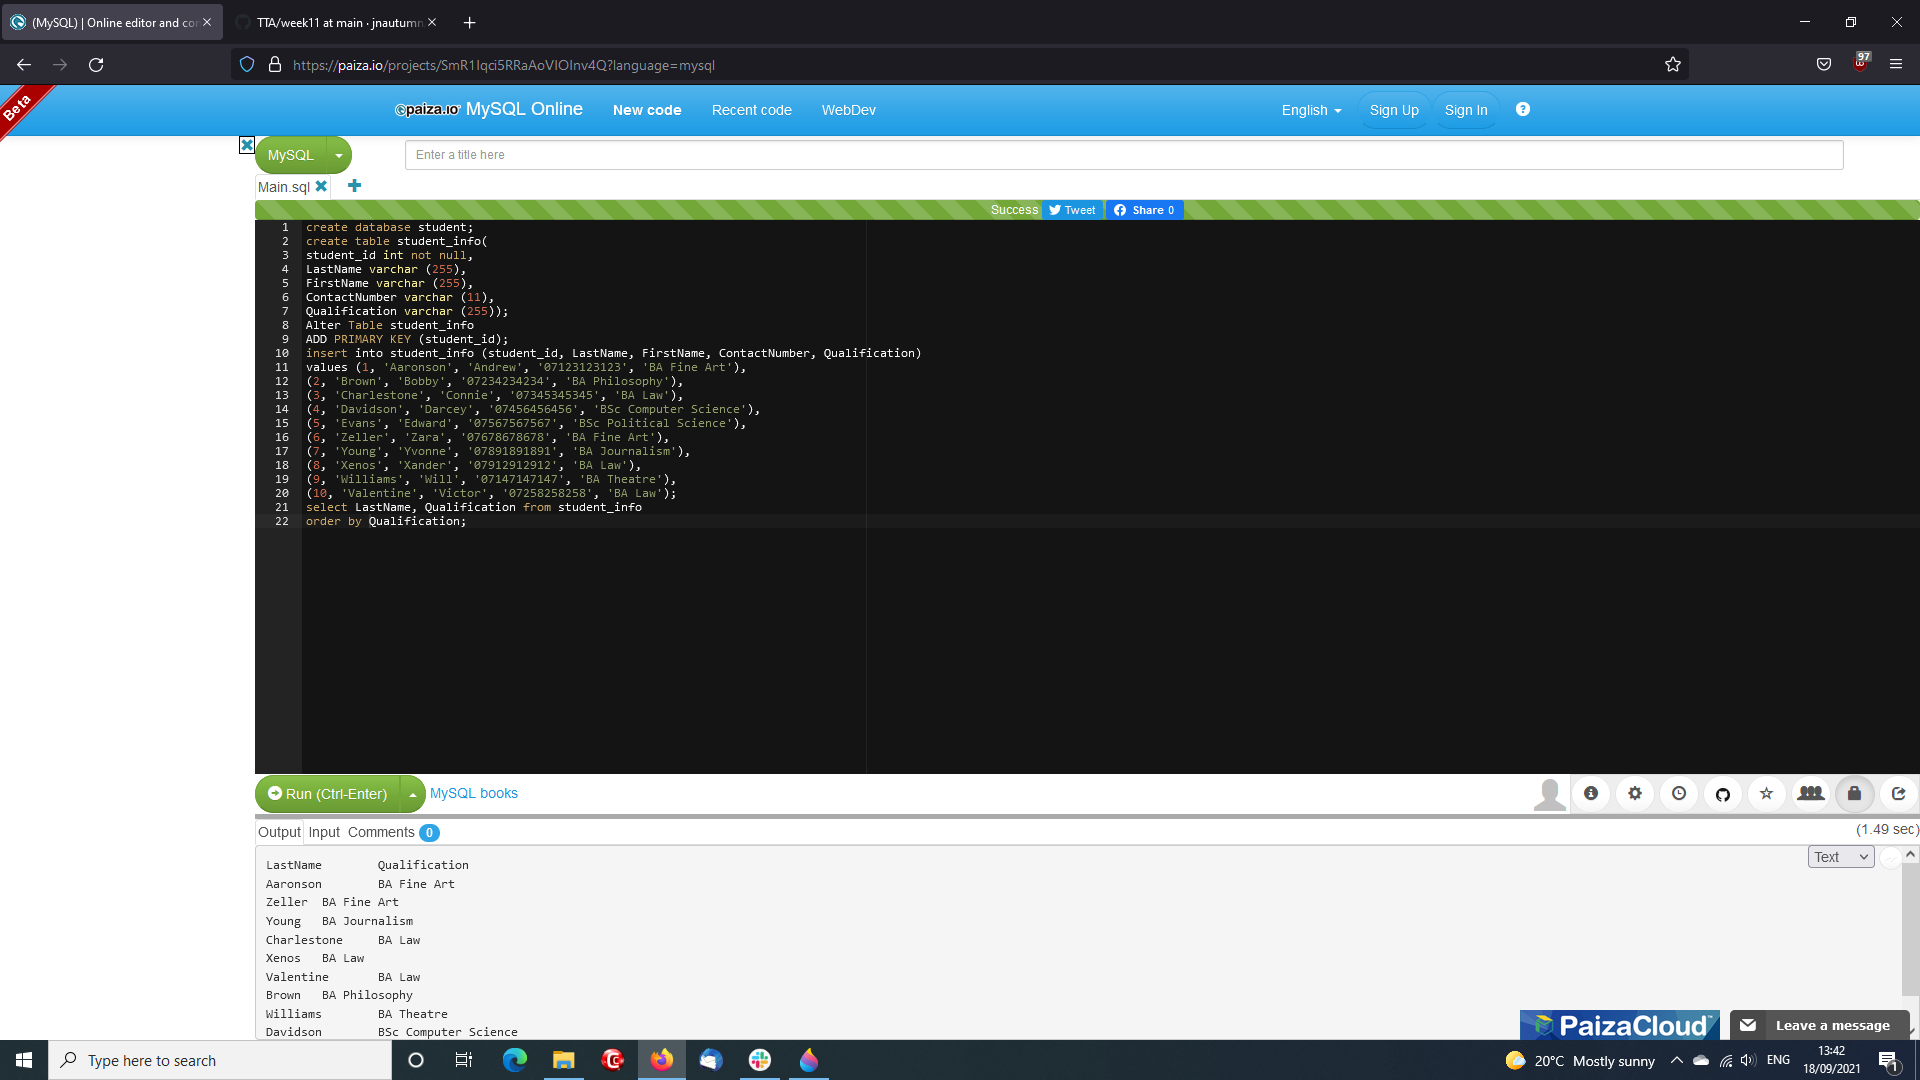 (MySQL) | Online editor and co
TTA/week11 at main · jnautumn
https://paiza.io/projects/SmR1Iqci5RRaAoVIOInv4Q?language=mysql
97
Beta
paiza.io MySQL Online
New code
Recent code
WebDev
English
Sign Up
Sign In
MySQL
Enter a title here
Main.sql
Success
Tweet
Share 0
1 create database student;
2 create table student_info(
3 student_id int not null,
4 LastName varchar (255),
5 FirstName varchar (255),
6 ContactNumber varchar (11),
7 Qualification varchar (255));
8 Alter Table student_info
9 ADD PRIMARY KEY (student_id);
10 insert into student_info (student_id, LastName, FirstName, ContactNumber, Qualification)
11 values (1, 'Aaronson', 'Andrew', '07123123123', 'BA Fine Art'),
12 (2, 'Brown', 'Bobby', '07234234234', 'BA Philosophy'),
13 (3, 'Charlestone', 'Connie', '07345345345', 'BA Law'),
14 (4, 'Davidson', 'Darcey', '07456456456', 'BSc Computer Science'),
15 (5, 'Evans', 'Edward', '07567567567', 'BSc Political Science'),
16 (6, 'Zeller', 'Zara', '07678678678', 'BA Fine Art'),
17 (7, 'Young', 'Yvonne', '07891891891', 'BA Journalism'),
18 (8, 'Xenos', 'Xander', '07912912912', 'BA Law'),
19 (9, 'Williams', 'Will', '07147147147', 'BA Theatre'),
20 (10, 'Valentine', 'Victor', '07258258258', 'BA Law');
21 select LastName, Qualification from student_info
22 order by Qualification;
Run (Ctrl-Enter)
MySQL books
Output Input Comments 0
(1.49 sec)
Text
LastName Qualification
Aaronson BA Fine Art
Zeller BA Fine Art
Young BA Journalism
Charlestone BA Law
Xenos BA Law
Valentine BA Law
Brown BA Philosophy
Williams BA Theatre
Davidson BSc Computer Science
PaizaCloud
Leave a message
Type here to search
20°C Mostly sunny
ENG
13:42
18/09/2021
1